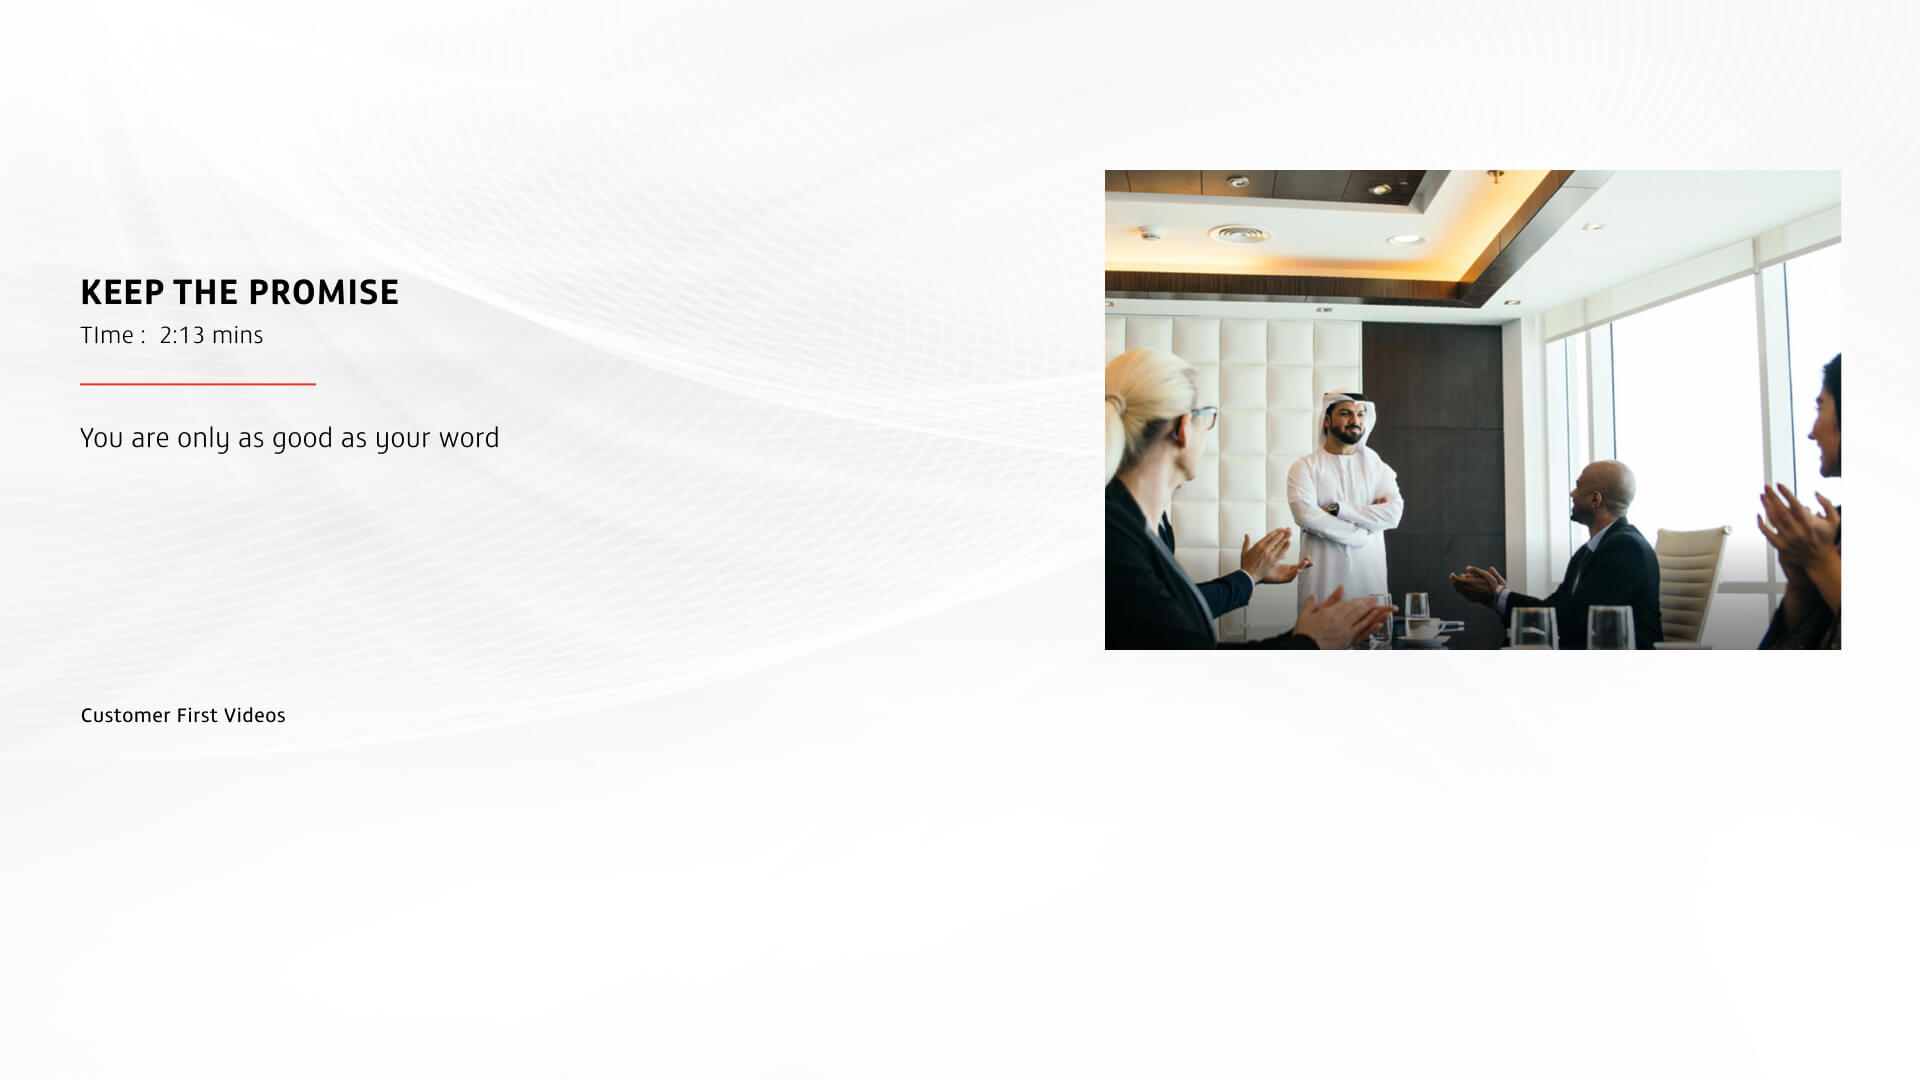 KEEP THE PROMISE
TIme :  2:13 mins
You are only as good as your word
Customer First Videos